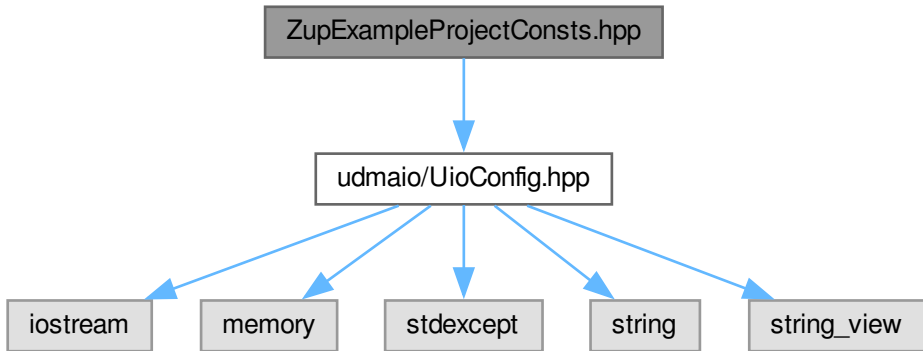 ZupExampleProjectConsts.hpp
udmaio/UioConfig.hpp
iostream
memory
stdexcept
string
string_view